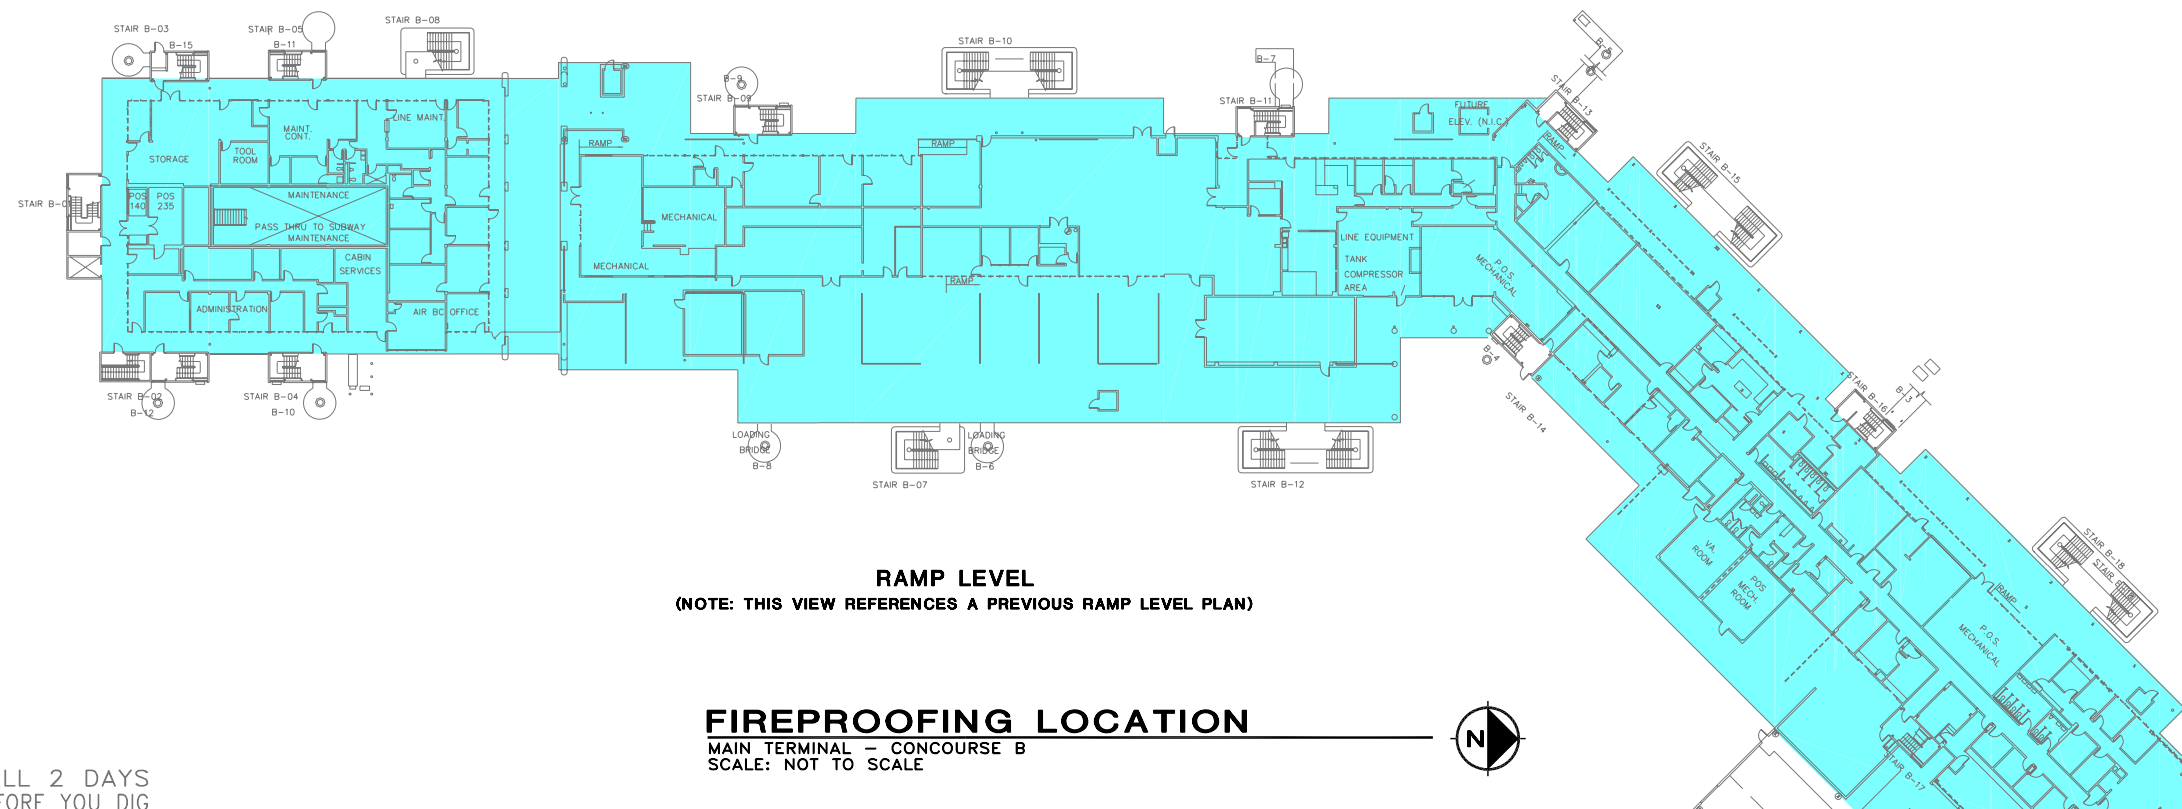 STAIR B-03
B-15
STAIR B-05
B-11
STAIR B-08
STAIR B-10
B-9
STAIR B-09
B-7
STAIR B-11
B-5
STAIR B-13
FUTURE
ELEV. (N.I.C.)
RAMP
STAIR B-15
LINE MAINT.
MAINT.
CONT.
STORAGE
TOOL
ROOM
RAMP
RAMP
STAIR B-01
POS
140
POS
235
MAINTENANCE
PASS THRU TO SUBWAY
MAINTENANCE
MECHANICAL
MECHANICAL
CABIN
SERVICES
LINE EQUIPMENT
TANK
COMPRESSOR
AREA
P.O.S.
MECHANICAL
RAMP
ADMINISTRATION
AIR BC OFFICE
B-4
STAIR B-14
STAIR B-16
B-13
STAIR B-02
B-12
STAIR B-04
B-10
LOADING
BRIDGE
B-8
LOADING
BRIDGE
B-6
STAIR B-07
STAIR B-12
VA.
ROOM
POS
MECH.
ROOM
STAIR B-18
STAIR B-18
RAMP
P.O.S.
MECHANICAL
STAIR B-17
RAMP LEVEL
(NOTE: THIS VIEW REFERENCES A PREVIOUS RAMP LEVEL PLAN)
FIREPROOFING LOCATION
MAIN TERMINAL - CONCOURSE B
SCALE: NOT TO SCALE
N
LL 2 DAYS
FORE YOU DIG